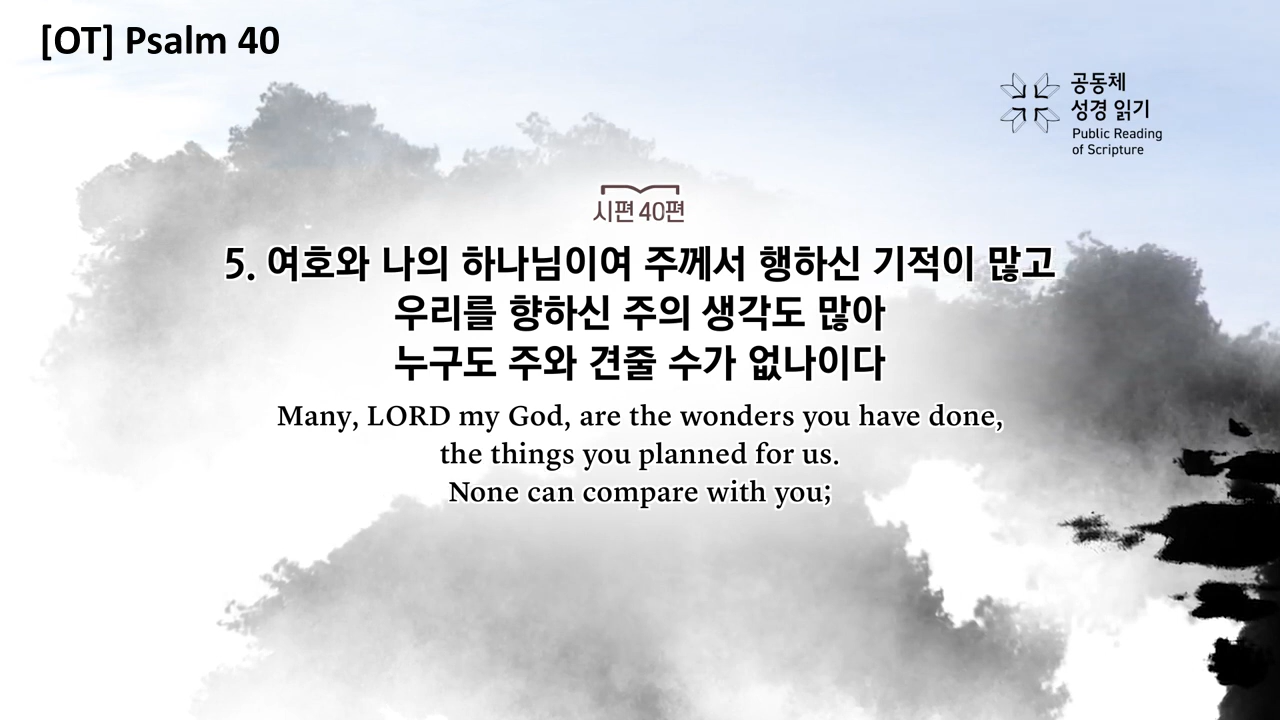 [OT] Psalm 40
공동체
성경 읽기
Public Reading
of Scripture
시편 40편
5. 여호와 나의 하나님이여 주께서 행하신 기적이 많고
우리를 향하신 주의 생각도 많아
누구도 주와 견줄 수가 없나이다
Many, LORD my God, are the wonders you have done,
the things you planned for us.
None can compare with you;